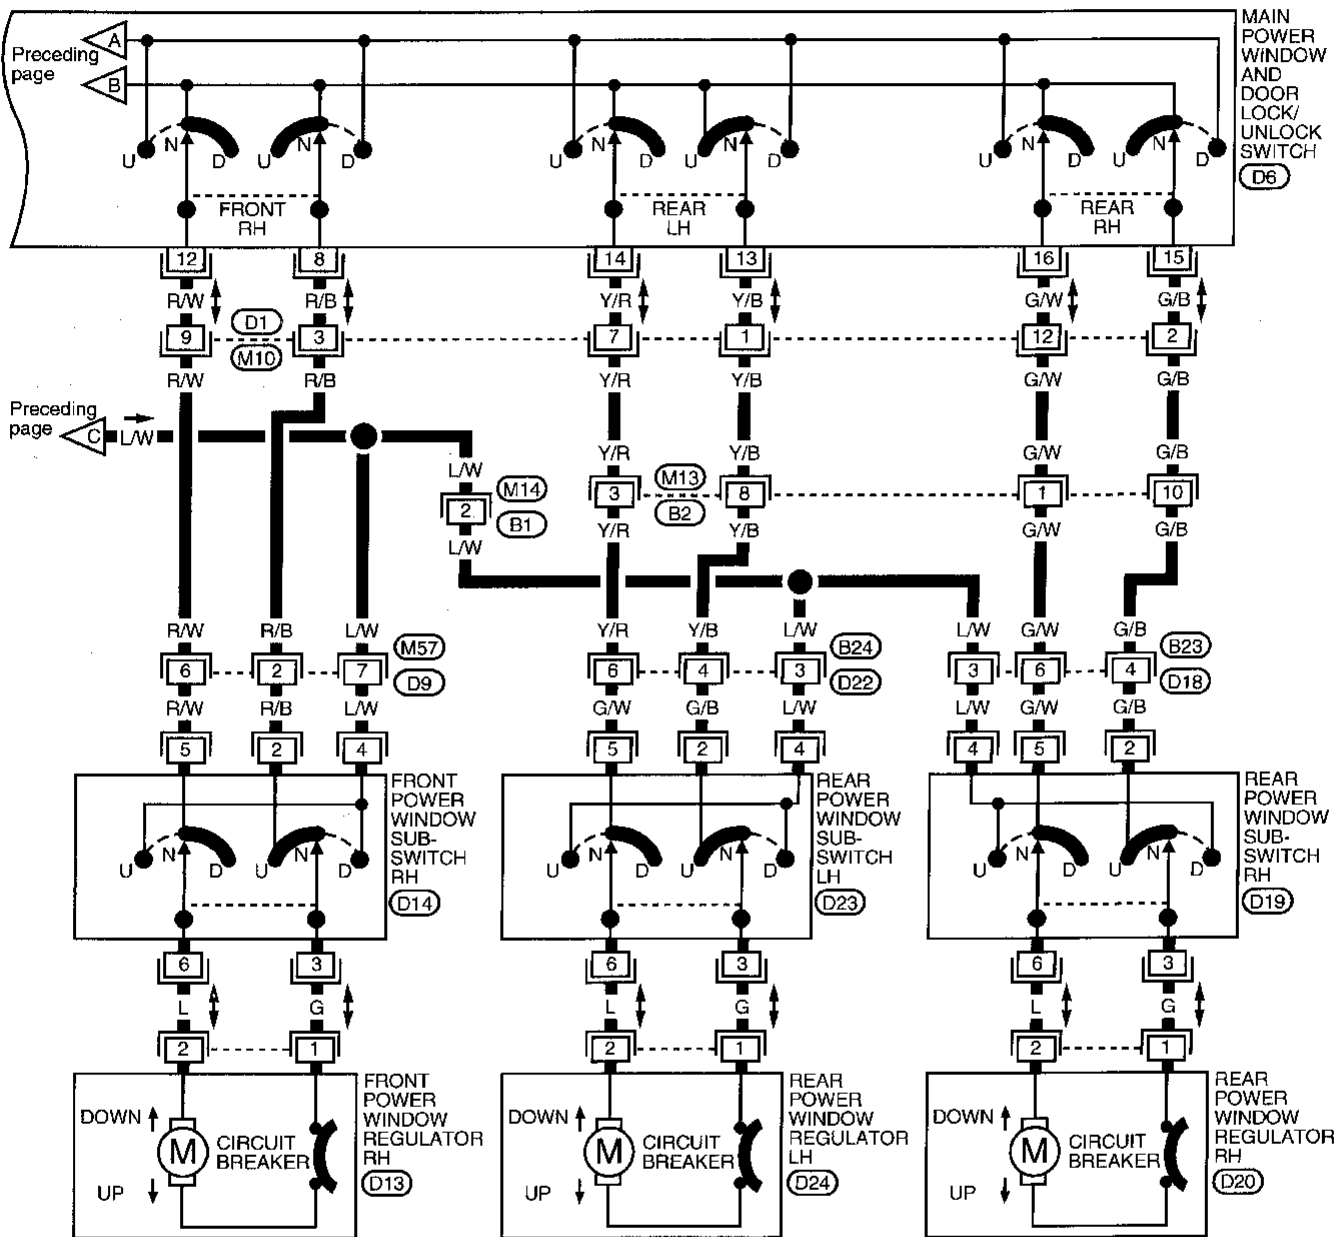 MAIN
POWER
WINDOW
AND
DOOR
LOCK/
UNLOCK
SWITCH
D6
Preceding
page
A
B
U N D U N D U N D U N D U N D U N D
FRONT
RH
REAR
LH
REAR
RH
12 8 14 13 16 15
R/W R/B Y/R Y/B G/W G/B
D1
9 3 7 1 12 2
M10
R/W R/B Y/R Y/B G/W G/B
Preceding
page
C L/W
L/W Y/R Y/B G/W G/B
M14 M13
2 3 8 1 10
B1 B2
L/W Y/R Y/B G/W G/B
R/W R/B L/W Y/R Y/B L/W L/W G/W G/B
M57 B24 B23
6 2 7 6 4 3 3 6 4
D9 D22 D18
R/W R/B L/W G/W G/B L/W L/W G/W G/B
5 2 4 5 2 4 4 5 2
FRONT
POWER
WINDOW
SUB-
SWITCH
RH
D14
REAR
POWER
WINDOW
SUB-
SWITCH
LH
D23
REAR
POWER
WINDOW
SUB-
SWITCH
RH
D19
U N D U N D U N D U N D U N D U N D
6 3 6 3 6 3
L G L G L G
2 1 2 1 2 1
DOWN
M
CIRCUIT
BREAKER
UP
FRONT
POWER
WINDOW
REGULATOR
RH
D13
DOWN
M
CIRCUIT
BREAKER
UP
REAR
POWER
WINDOW
REGULATOR
LH
D24
DOWN
M
CIRCUIT
BREAKER
UP
REAR
POWER
WINDOW
REGULATOR
RH
D20